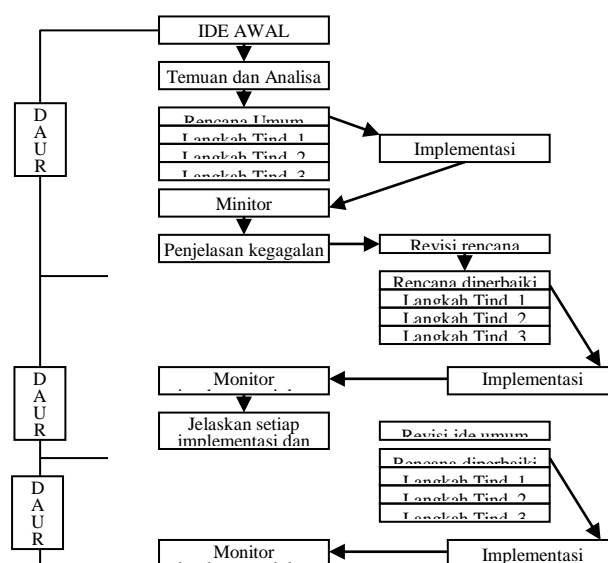 IDE AWAL
Temuan dan Analisa
D
A
U
R
Rencana Umum
Langkah Tind. 1
Langkah Tind. 2
Langkah Tind. 3
Implementasi
Minitor
Penjelasan kegagalan
Revisi rencana
Rencana diperbaiki
Langkah Tind. 1
Langkah Tind. 2
Langkah Tind. 3
D
A
U
R
Monitor
Implementasi
Jelaskan setiap
implementasi dan
Revisi ide umum
Rencana diperbaiki
Langkah Tind. 1
Langkah Tind. 2
Langkah Tind. 3
D
A
U
R
Monitor
Implementasi